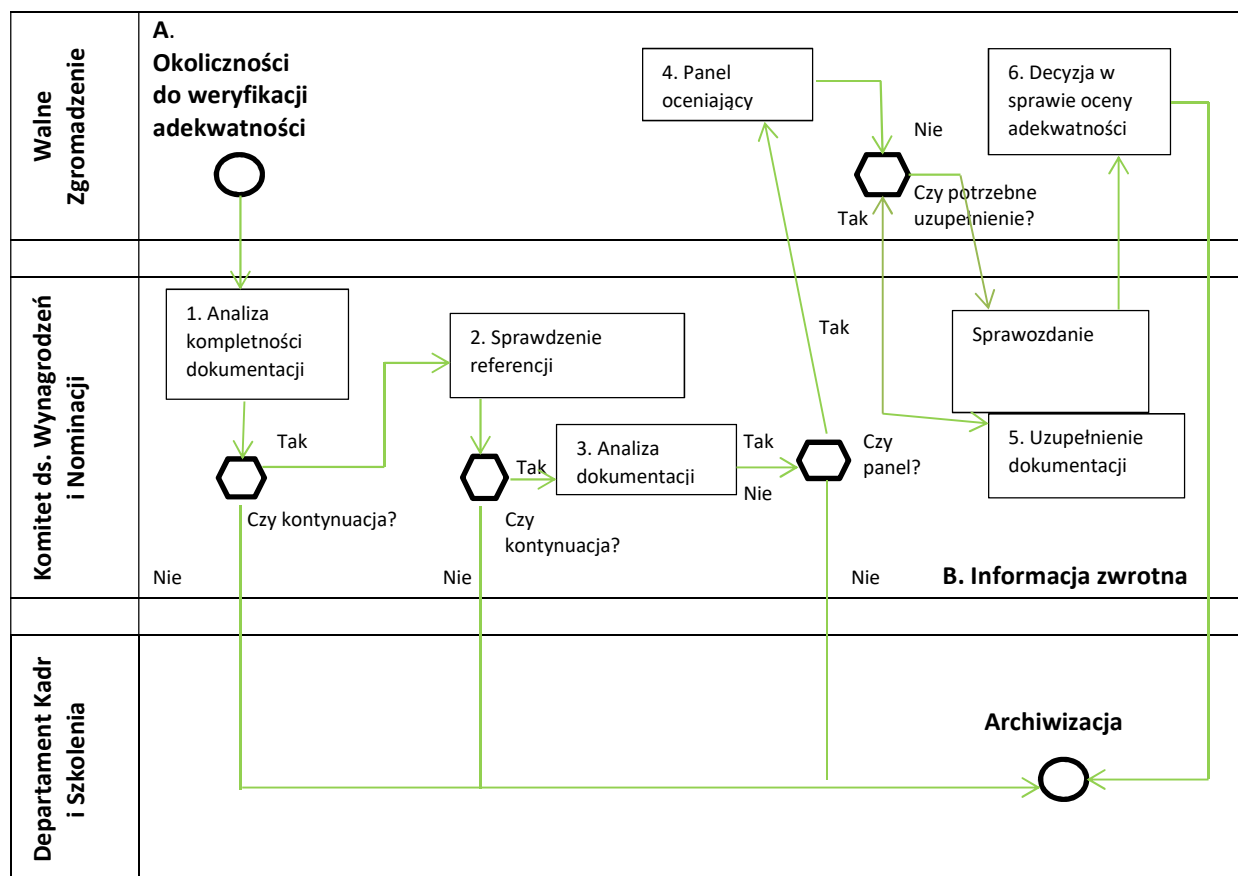 Walne
Zgromadzenie
A.
Okoliczności
do weryfikacji
adekwatności
4. Panel
oceniający
6. Decyzja w
sprawie oceny
adekwatności
Nie
Czy potrzebne
uzupełnienie?
Tak
Komitet ds. Wynagrodzeń
i Nominacji
1. Analiza
kompletności
dokumentacji
2. Sprawdzenie
referencji
Tak
Sprawozdanie
Tak
Czy kontynuacja?
Tak
Czy
kontynuacja?
3. Analiza
dokumentacji
Tak
Nie
Czy
panel?
5. Uzupełnienie
dokumentacji
Nie
Nie
Nie
B. Informacja zwrotna
Departament Kadr
i Szkolenia
Archiwizacja